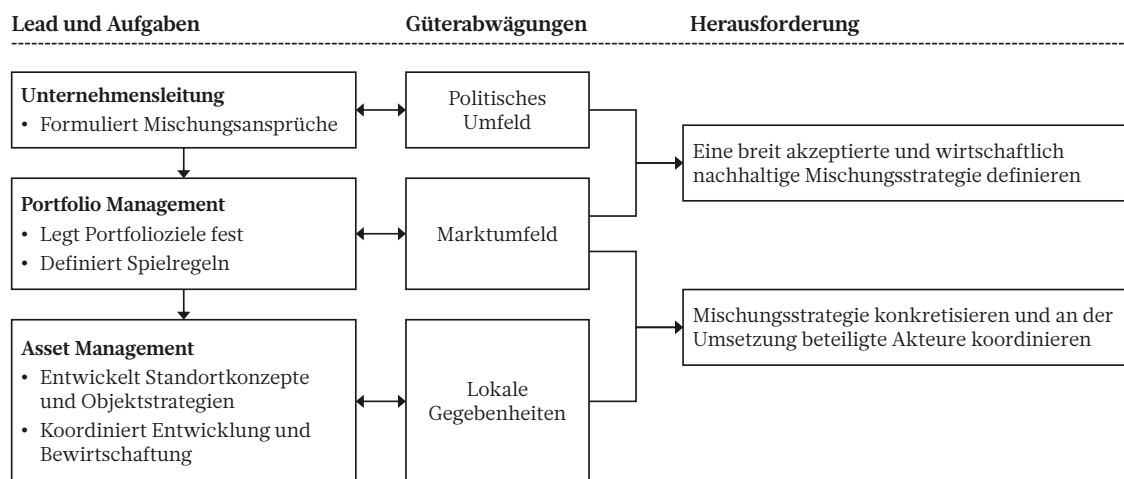 Lead und Aufgaben
Güterabwägungen
Herausforderung
Unternehmensleitung
• Formuliert Mischungsansprüche
Politisches
Umfeld
Eine breit akzeptierte und wirtschaftlich
nachhaltige Mischungsstrategie definieren
Portfolio Management
• Legt Portfolioziele fest
• Definiert Spielregeln
Marktumfeld
Mischungsstrategie konkretisieren und an der
Umsetzung beteiligte Akteure koordinieren
Asset Management
• Entwickelt Standortkonzepte
und Objektstrategien
• Koordiniert Entwicklung und
Bewirtschaftung
Lokale
Gegebenheiten